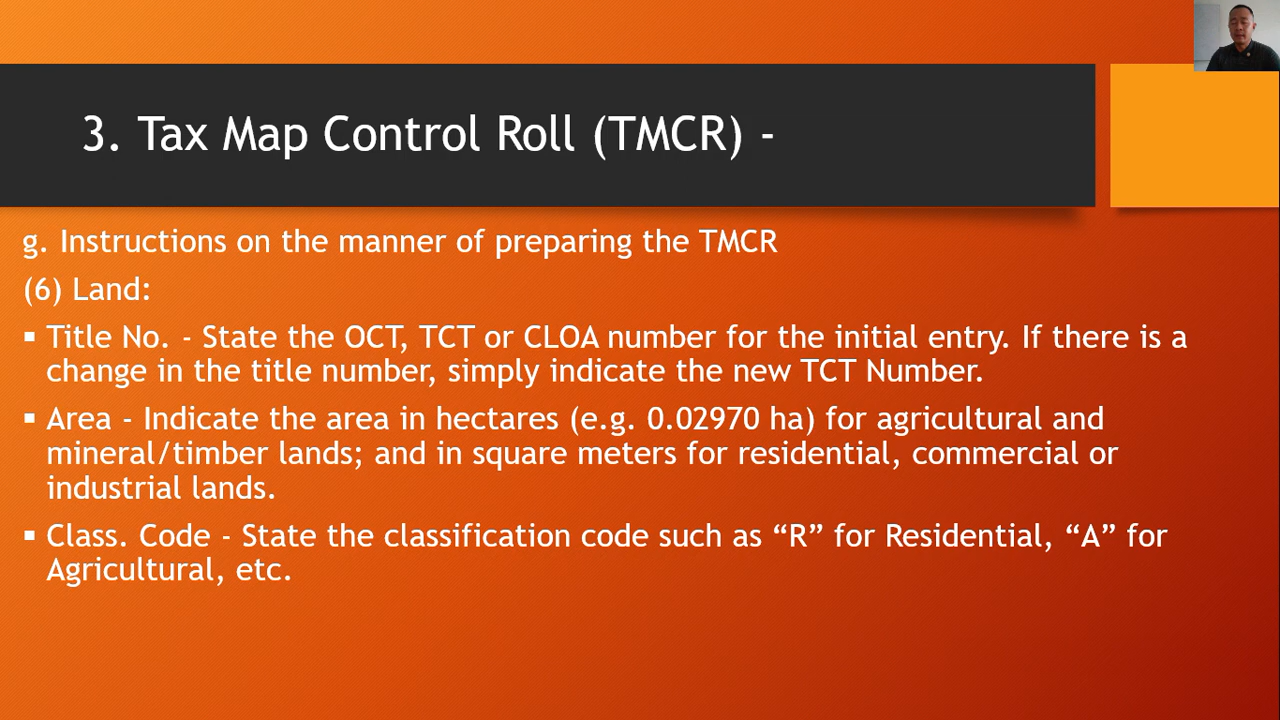 3. Tax Map Control Roll (TMCR) -
g. Instructions on the manner of preparing the TMCR
(6) Land:
▪ Title No. - State the OCT, TCT or CLOA number for the initial entry. If there is a
change in the title number, simply indicate the new TCT Number.
▪ Area - Indicate the area in hectares (e.g. 0.02970 ha) for agricultural and
mineral/timber lands; and in square meters for residential, commercial or
industrial lands.
▪ Class. Code - State the classification code such as “R” for Residential, “A” for
Agricultural, etc.